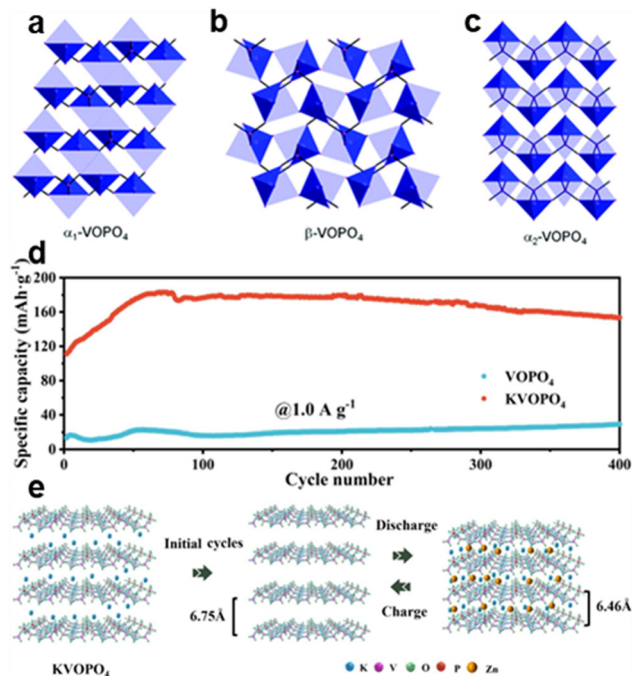 a
b
c
α₁-VOPO₄
β-VOPO₄
α₂-VOPO₄
d
Specific capacity (mAh·g⁻¹)
200
160
120
80
40
0
@1.0 A g⁻¹
VOPO₄
KVOPO₄
0
100
200
300
400
Cycle number
e
Initial cycles
Discharge
Charge
6.75Å
6.46Å
KVOPO₄
K V O P Zn